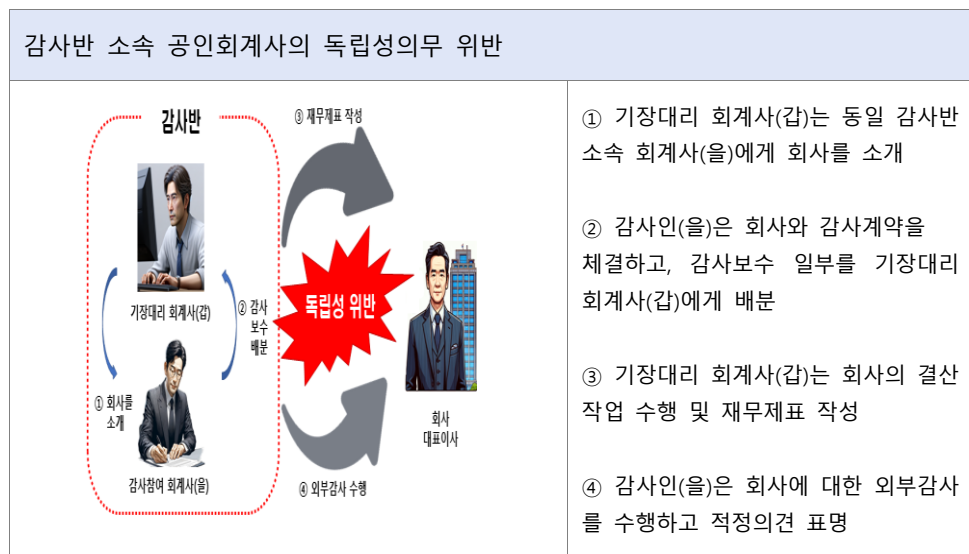 감사반 소속 공인회계사의 독립성의무 위반
감사반
③ 재무제표 작성
기장대리 회계사(갑)
② 감사
보수
배분
독립성 위반
① 회사를
소개
감사참여 회계사(을)
④ 외부감사 수행
회사
대표이사
① 기장대리 회계사(갑)는 동일 감사반
소속 회계사(을)에게 회사를 소개
② 감사인(을)은 회사와 감사계약을
체결하고, 감사보수 일부를 기장대리
회계사(갑)에게 배분
③ 기장대리 회계사(갑)는 회사의 결산
작업 수행 및 재무제표 작성
④ 감사인(을)은 회사에 대한 외부감사
를 수행하고 적정의견 표명